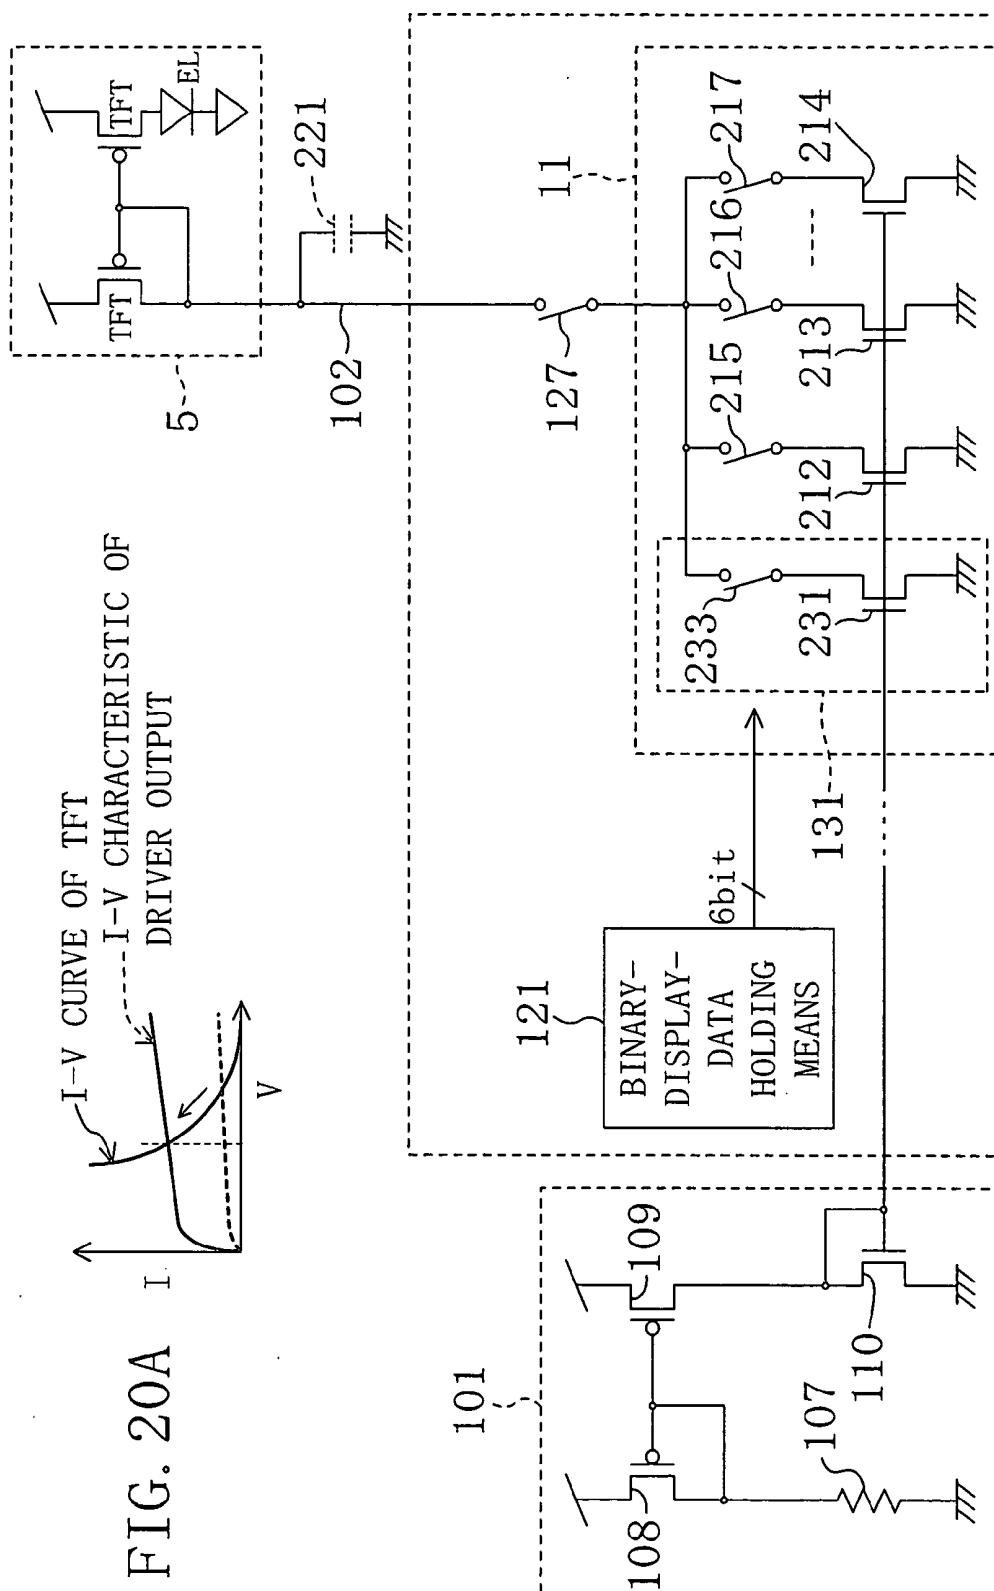 FIG. 20A
I-V CURVE OF TFT
I-V CHARACTERISTIC OF
DRIVER OUTPUT
I
V
5
TFT
TFT
EL
221
102
127
11
121
BINARY-
DISPLAY-
DATA
HOLDING
MEANS
6bit
233
215
216
217
231
212
213
214
131
101
108
109
107
110